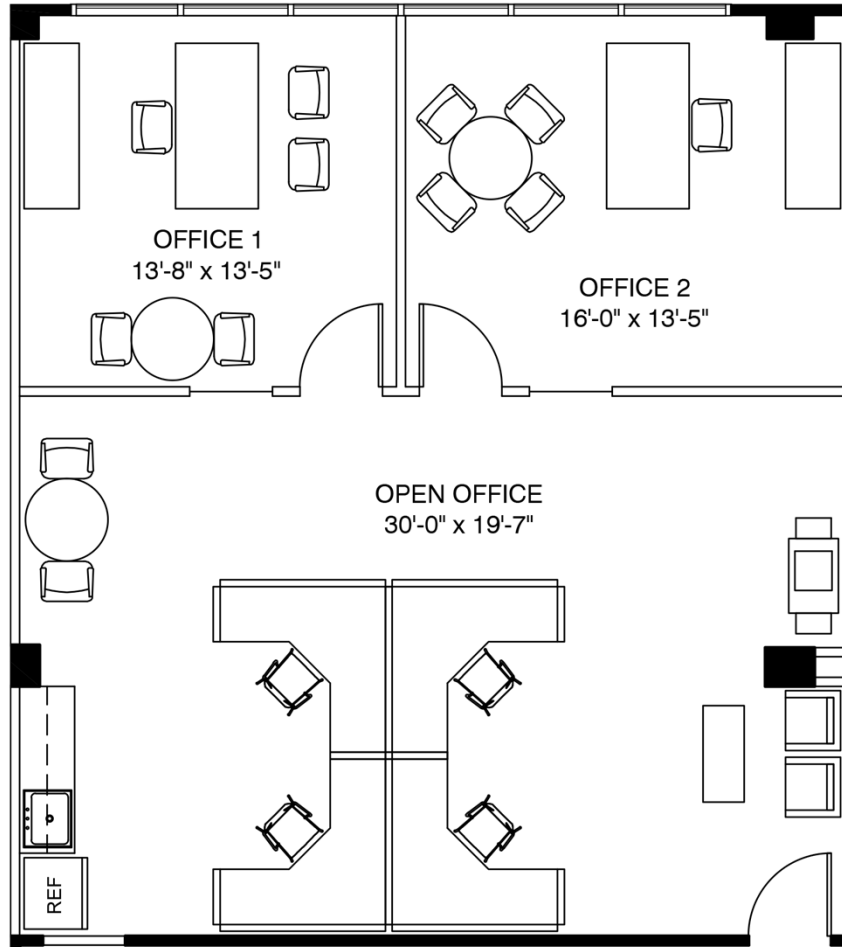 OFFICE 1
13'-8" x 13'-5"
OFFICE 2
16'-0" x 13'-5"
OPEN OFFICE
30'-0" x 19'-7"
REF